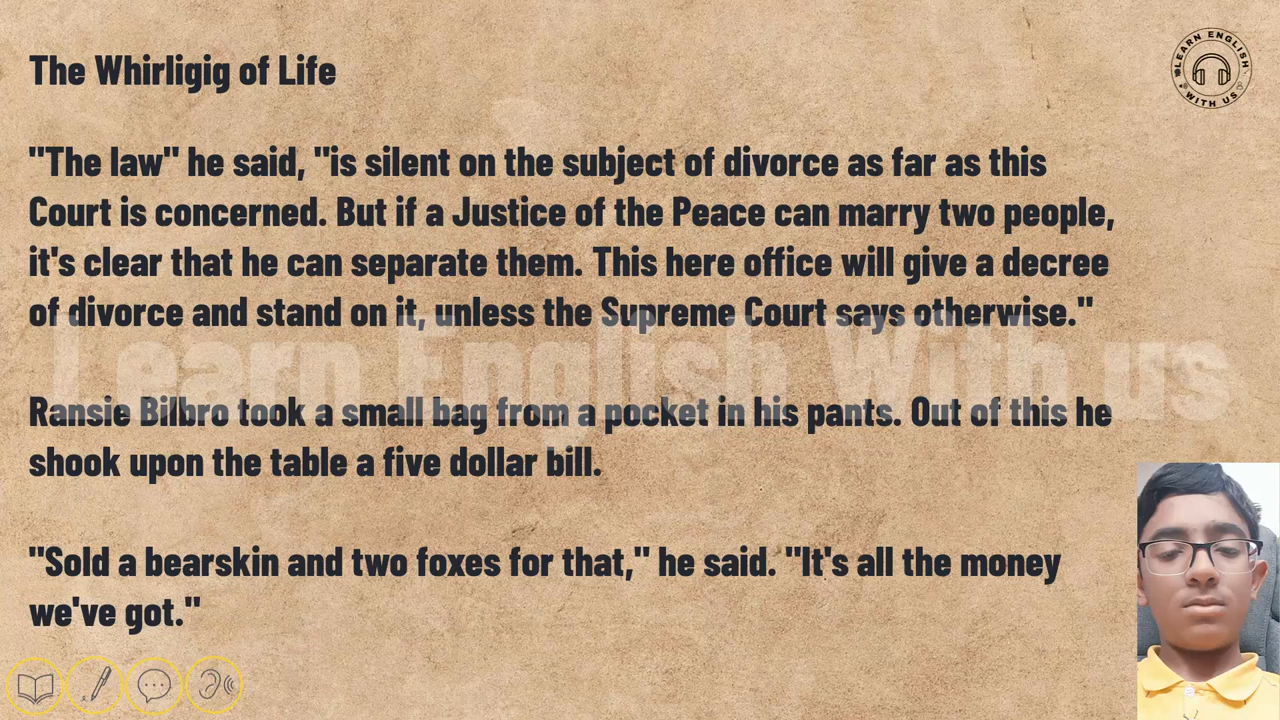 The Whirligig of Life
LEARN ENGLISH
WITH US
"The law" he said, "is silent on the subject of divorce as far as this
Court is concerned. But if a Justice of the Peace can marry two people,
it's clear that he can separate them. This here office will give a decree
of divorce and stand on it, unless the Supreme Court says otherwise."
Learn English With us
Ransie Bilbro took a small bag from a pocket in his pants. Out of this he
shook upon the table a five dollar bill.
"Sold a bearskin and two foxes for that," he said. "It's all the money
we've got."